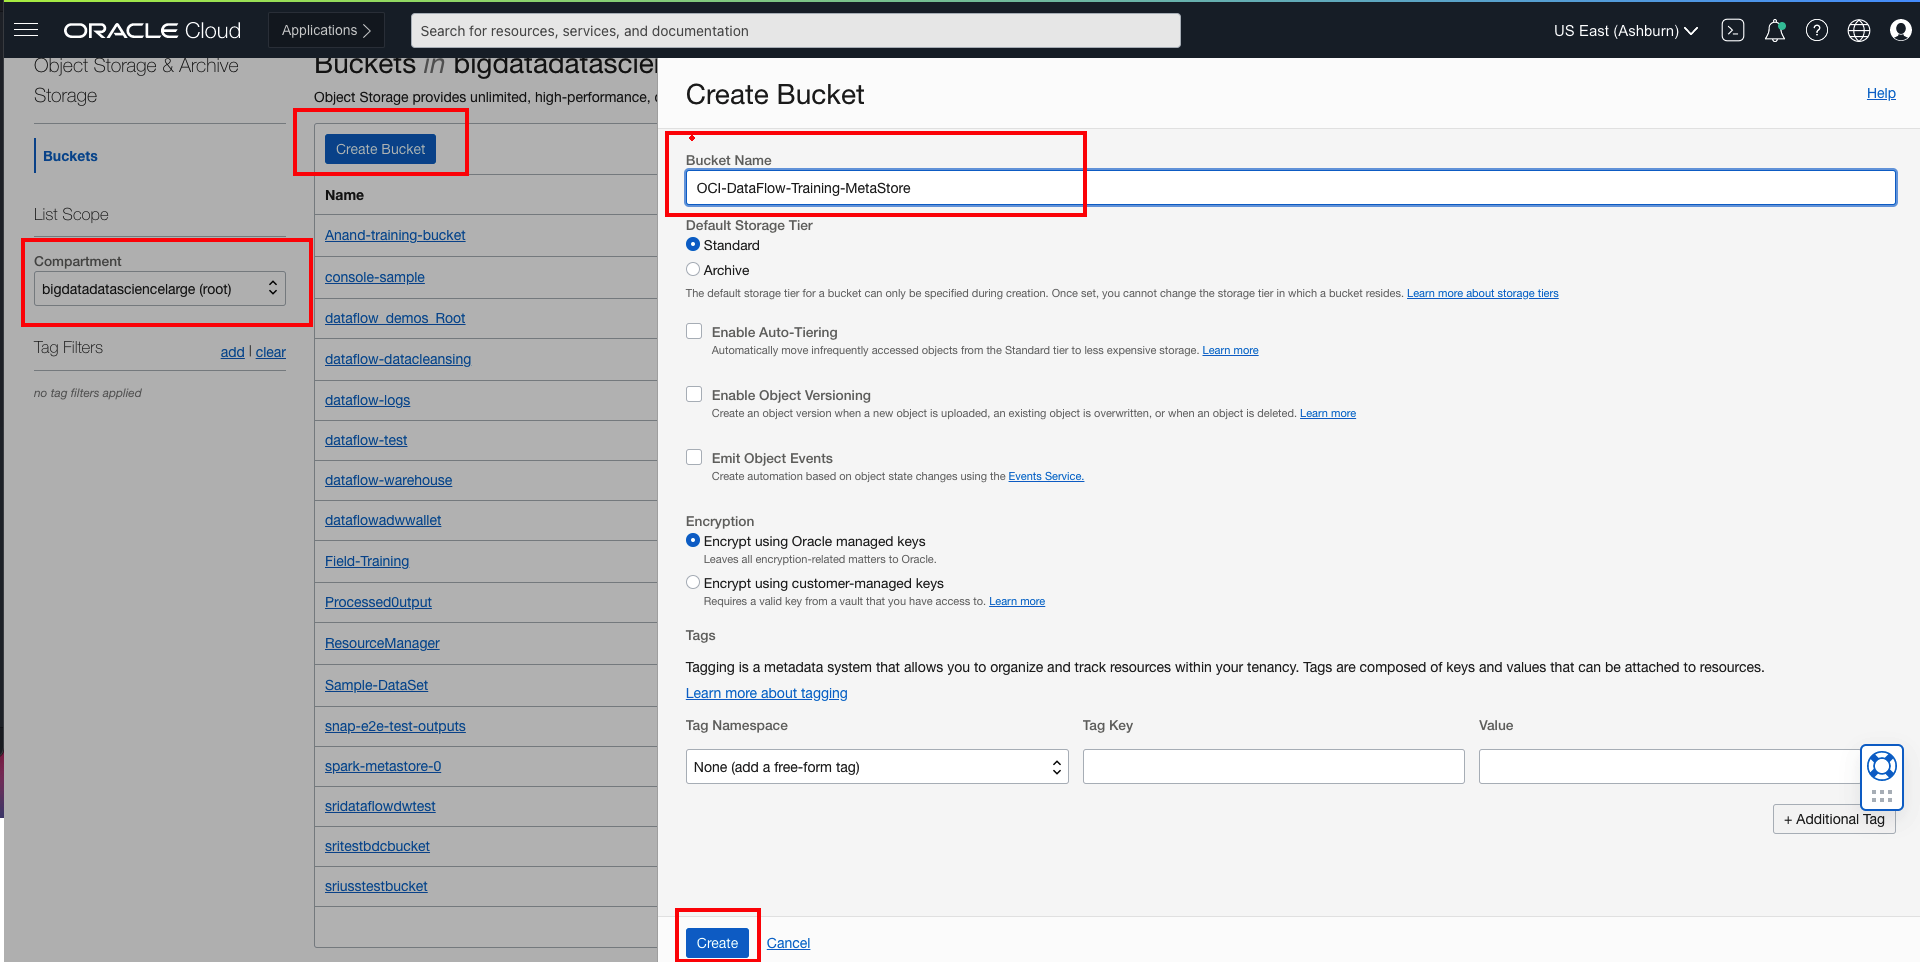 ORACLE Cloud
Applications
Search for resources, services, and documentation
US East (Ashburn)
Object Storage & Archive
Storage
Buckets
List Scope
Compartment
bigdatadatasciencelarge (root)
Tag Filters
add | clear
no tag filters applied
Buckets in bigdatadatascie
Object Storage provides unlimited, high-performance,
Create Bucket
Name
Anand-training-bucket
console-sample
dataflow_demos_Root
dataflow-datacleansing
dataflow-logs
dataflow-test
dataflow-warehouse
dataflowadwwallet
Field-Training
Processed0utput
ResourceManager
Sample-DataSet
snap-e2e-test-outputs
spark-metastore-0
sridataflowdwtest
sritestbdcbucket
sriusstestbucket
Create Bucket
Help
Bucket Name
OCI-DataFlow-Training-MetaStore
Default Storage Tier
Standard
Archive
The default storage tier for a bucket can only be specified during creation. Once set, you cannot change the storage tier in which a bucket resides. Learn more about storage tiers
Enable Auto-Tiering
Automatically move infrequently accessed objects from the Standard tier to less expensive storage. Learn more
Enable Object Versioning
Create an object version when a new object is uploaded, an existing object is overwritten, or when an object is deleted. Learn more
Emit Object Events
Create automation based on object state changes using the Events Service.
Encryption
Encrypt using Oracle managed keys
Leaves all encryption-related matters to Oracle.
Encrypt using customer-managed keys
Requires a valid key from a vault that you have access to. Learn more
Tags
Tagging is a metadata system that allows you to organize and track resources within your tenancy. Tags are composed of keys and values that can be attached to resources.
Learn more about tagging
Tag Namespace
Tag Key
Value
None (add a free-form tag)
+ Additional Tag
Create
Cancel